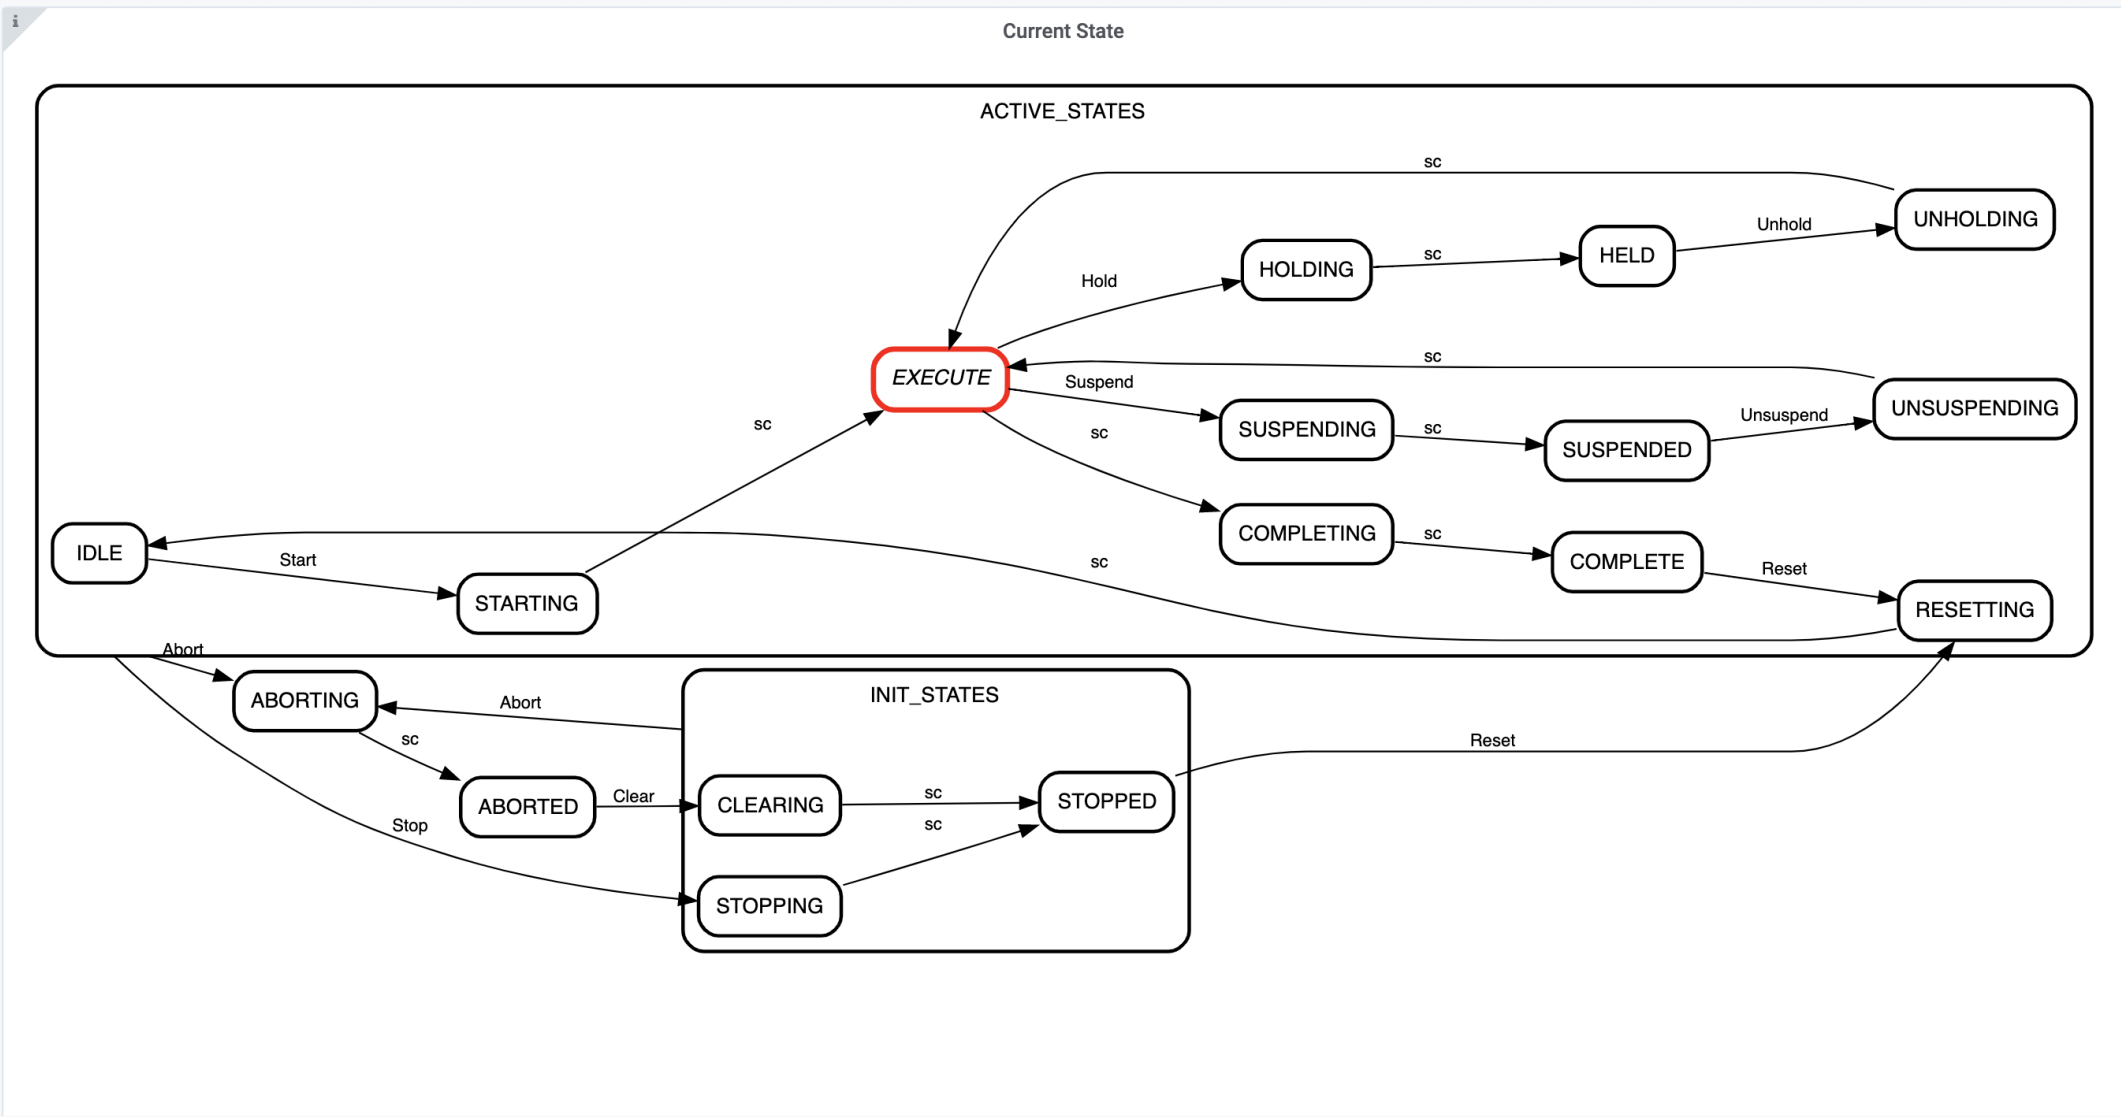 i
Current State
ACTIVE_STATES
sc
UNHOLDING
Unhold
HELD
sc
HOLDING
Hold
EXECUTE
sc
Suspend
UNSUSPENDING
Unsuspend
SUSPENDED
sc
SUSPENDING
sc
sc
COMPLETING
sc
COMPLETE
Reset
RESETTING
sc
IDLE
Start
STARTING
Abort
ABORTING
Abort
INIT_STATES
sc
ABORTED
Clear
CLEARING
sc
STOPPED
Reset
Stop
sc
STOPPING